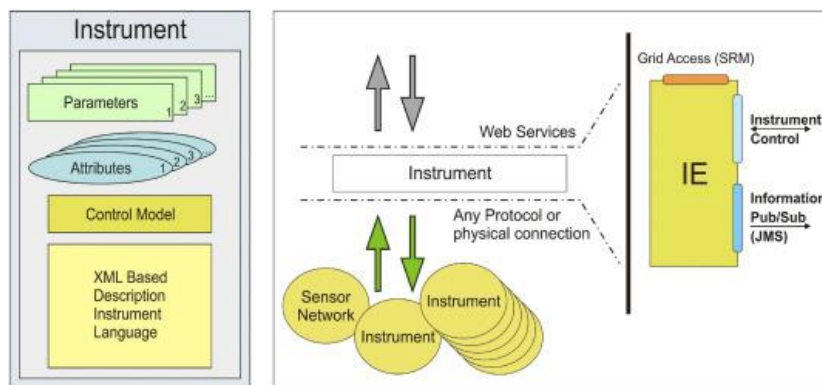 Instrument
Parameters
1
2
3
...
Attributes
1
2
3
...
Control Model
XML Based
Description
Instrument
Language
Web Services
Instrument
Any Protocol or
physical connection
Sensor
Network
Instrument
Instrument
Grid Access (SRM)
IE
Instrument
Control
Information
Pub/Sub
(JMS)